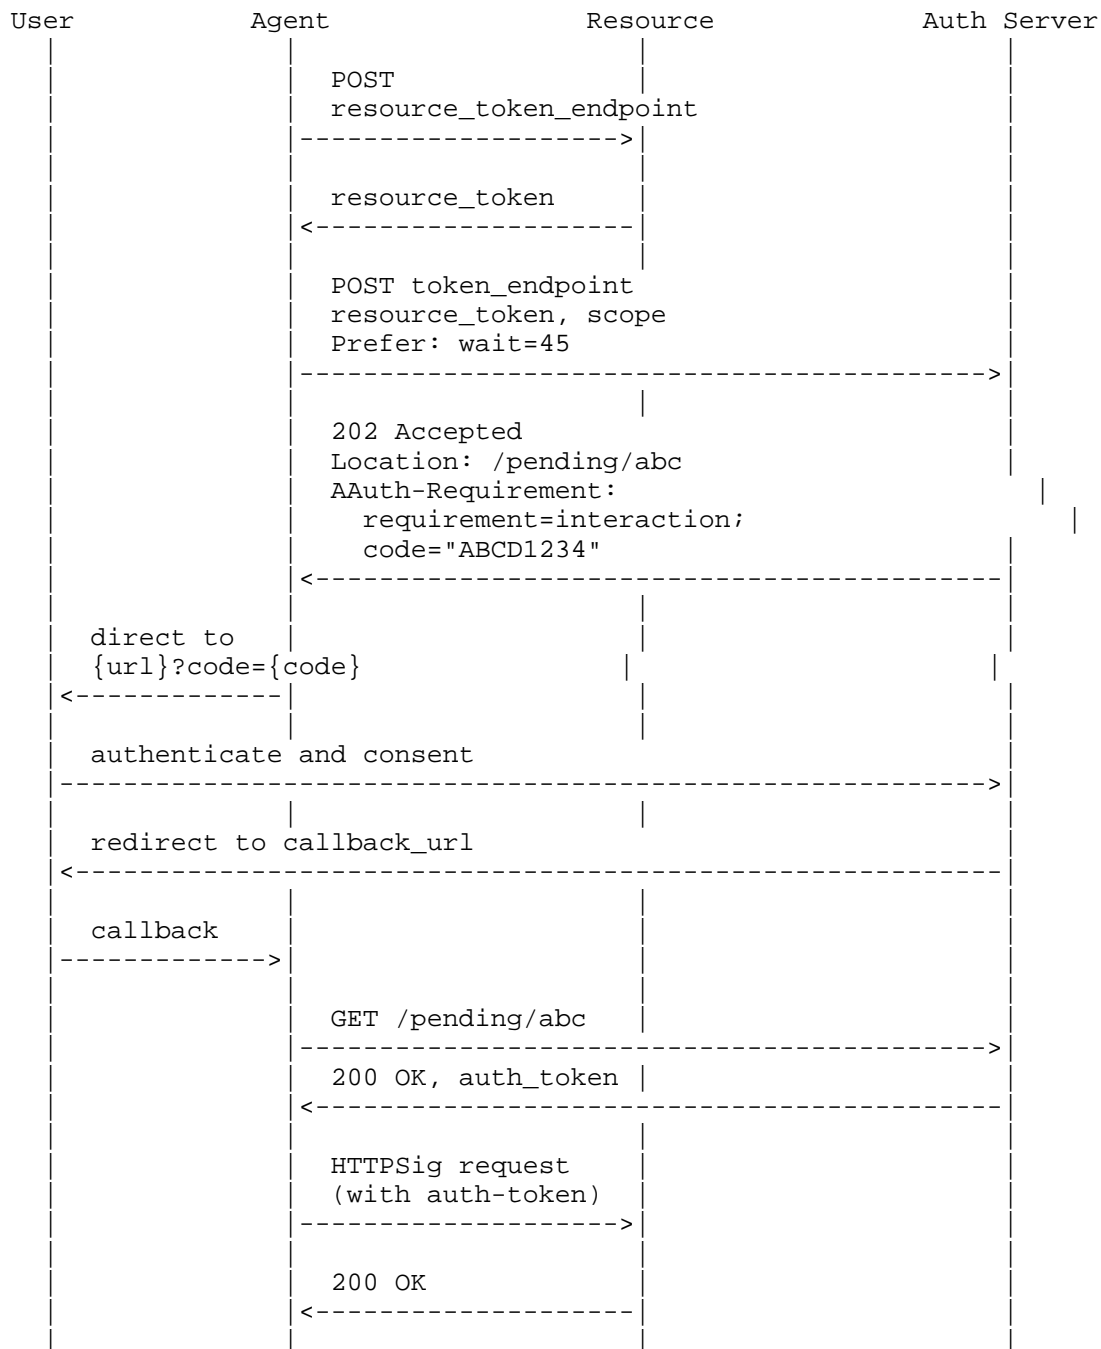 User Agent Resource Auth Server
POST
resource_token_endpoint
resource_token
POST token_endpoint
resource_token, scope
Prefer: wait=45
202 Accepted
Location: /pending/abc
AAuth-Requirement:
requirement=interaction;
code="ABCD1234"
direct to
{url}?code={code}
authenticate and consent
redirect to callback_url
callback
GET /pending/abc
200 OK, auth_token
HTTPSig request
(with auth-token)
200 OK